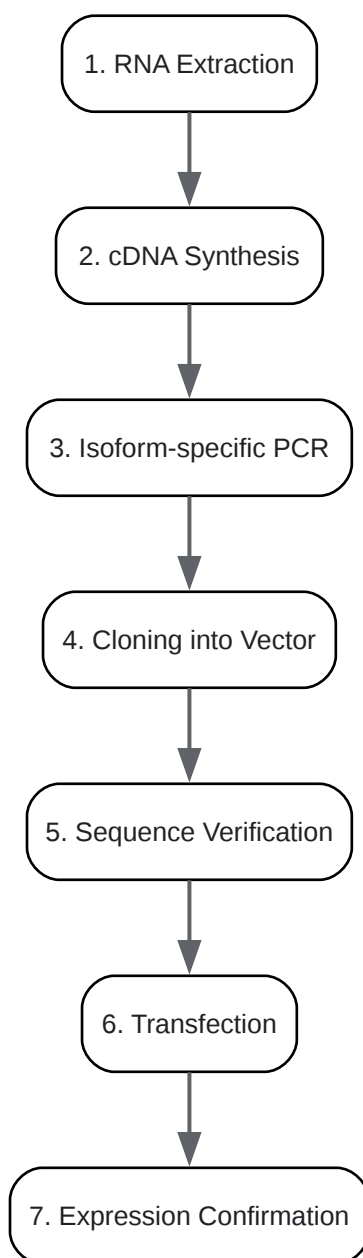 1. RNA Extraction
2. cDNA Synthesis
3. Isoform-specific PCR
4. Cloning into Vector
5. Sequence Verification
6. Transfection
7. Expression Confirmation